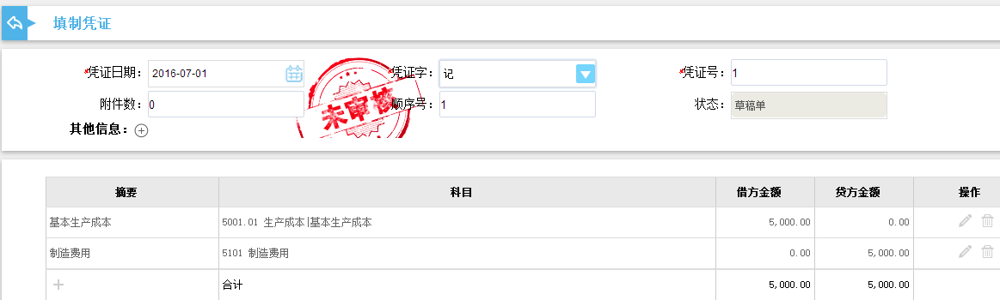 填制凭证
*凭证日期： 2016-07-01 *凭证字： 记 *凭证号： 1
附件数： 0 顺序号： 1 状态： 草稿单
未审核
其他信息：
摘要 科目 借方金额 贷方金额 操作
基本生产成本 5001.01 生产成本|基本生产成本 5,000.00 0.00
制造费用 5101 制造费用 0.00 5,000.00
合计 5,000.00 5,000.00